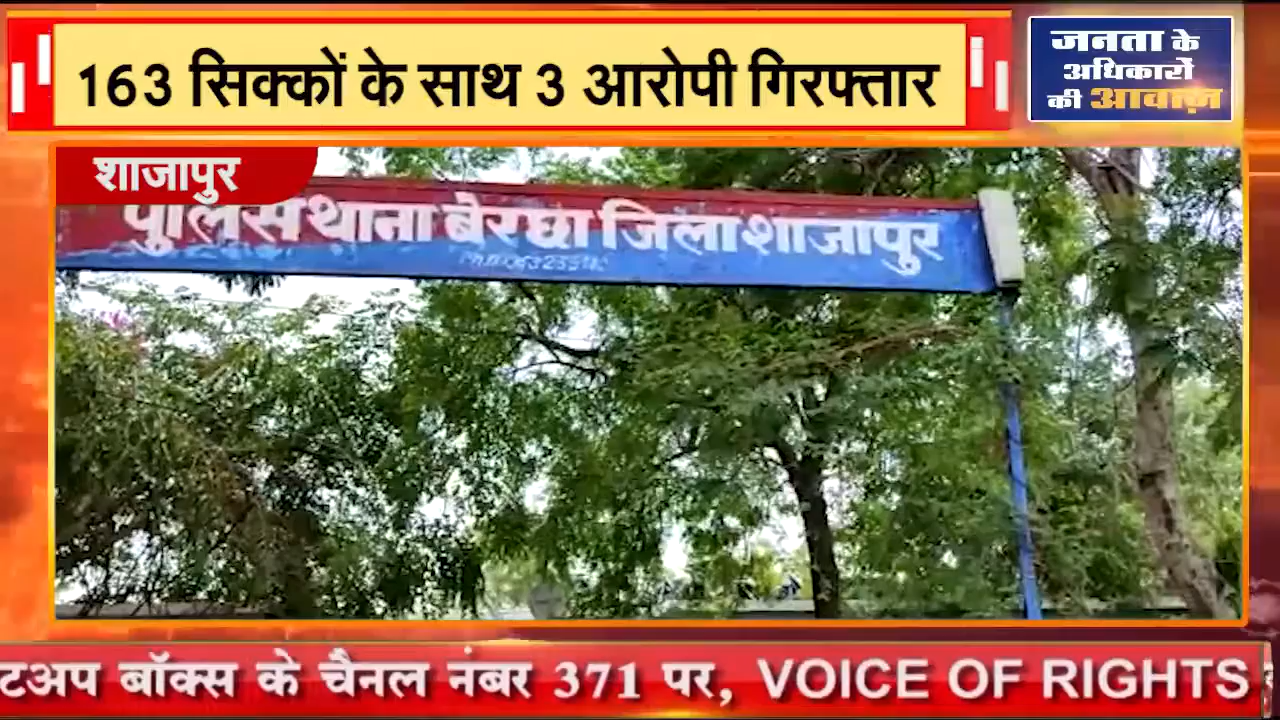 163 सिक्कों के साथ 3 आरोपी गिरफ्तार
जनता के
अधिकारों
की आवाज़
शाजापुर
पुलिस थाना बेरछा जिला शाजापुर
टअप बॉक्स के चैनल नंबर 371 पर, VOICE OF RIGHTS